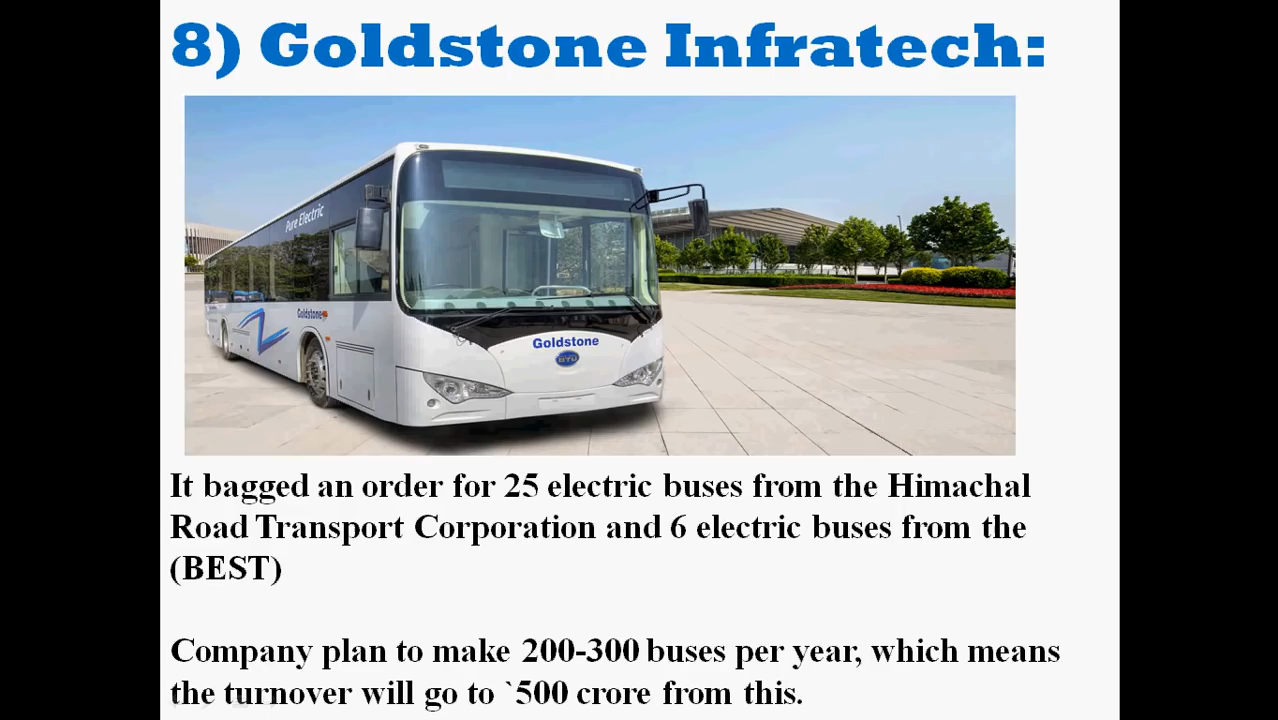 8) Goldstone Infratech:
Pure Electric
Goldstone
Goldstone
BYD
It bagged an order for 25 electric buses from the Himachal
Road Transport Corporation and 6 electric buses from the
(BEST)
Company plan to make 200-300 buses per year, which means
the turnover will go to `500 crore from this.